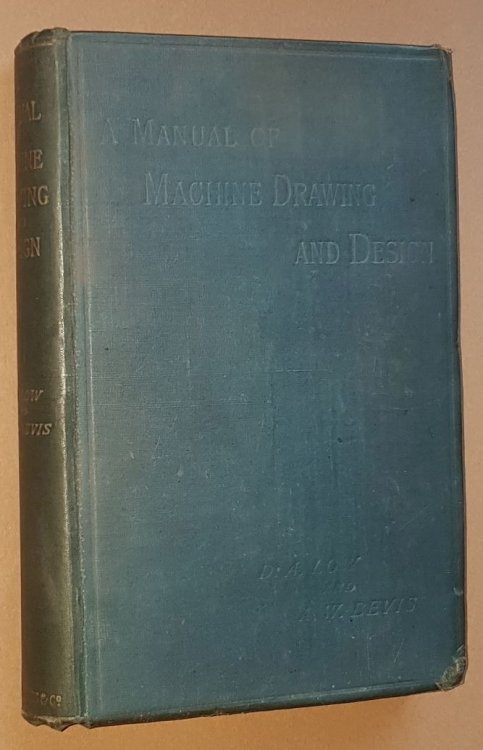 A MANUAL OF
MACHINE DRAWING
AND DESIGN
D. A. LOW
AND
A. W. BEVIS